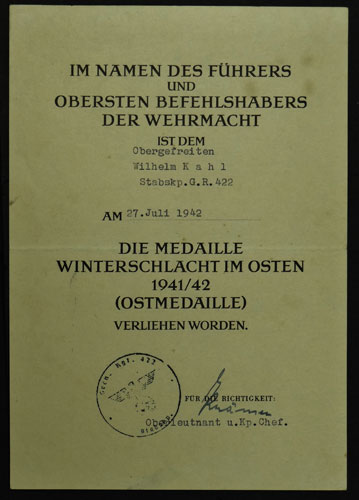 IM NAMEN DES FÜHRERS
UND
OBERSTEN BEFEHLSHABERS
DER WEHRMACHT
IST DEM
Obergefreiten
Wilhelm K a h l
Stabskp.G.R.422
AM 27.Juli 1942
DIE MEDAILLE
WINTERSCHLACHT IM OSTEN
1941/42
(OSTMEDAILLE)
VERLIEHEN WORDEN.
FÜR DIE RICHTIGKEIT:
Oberleutnant u.Kp.Chef.